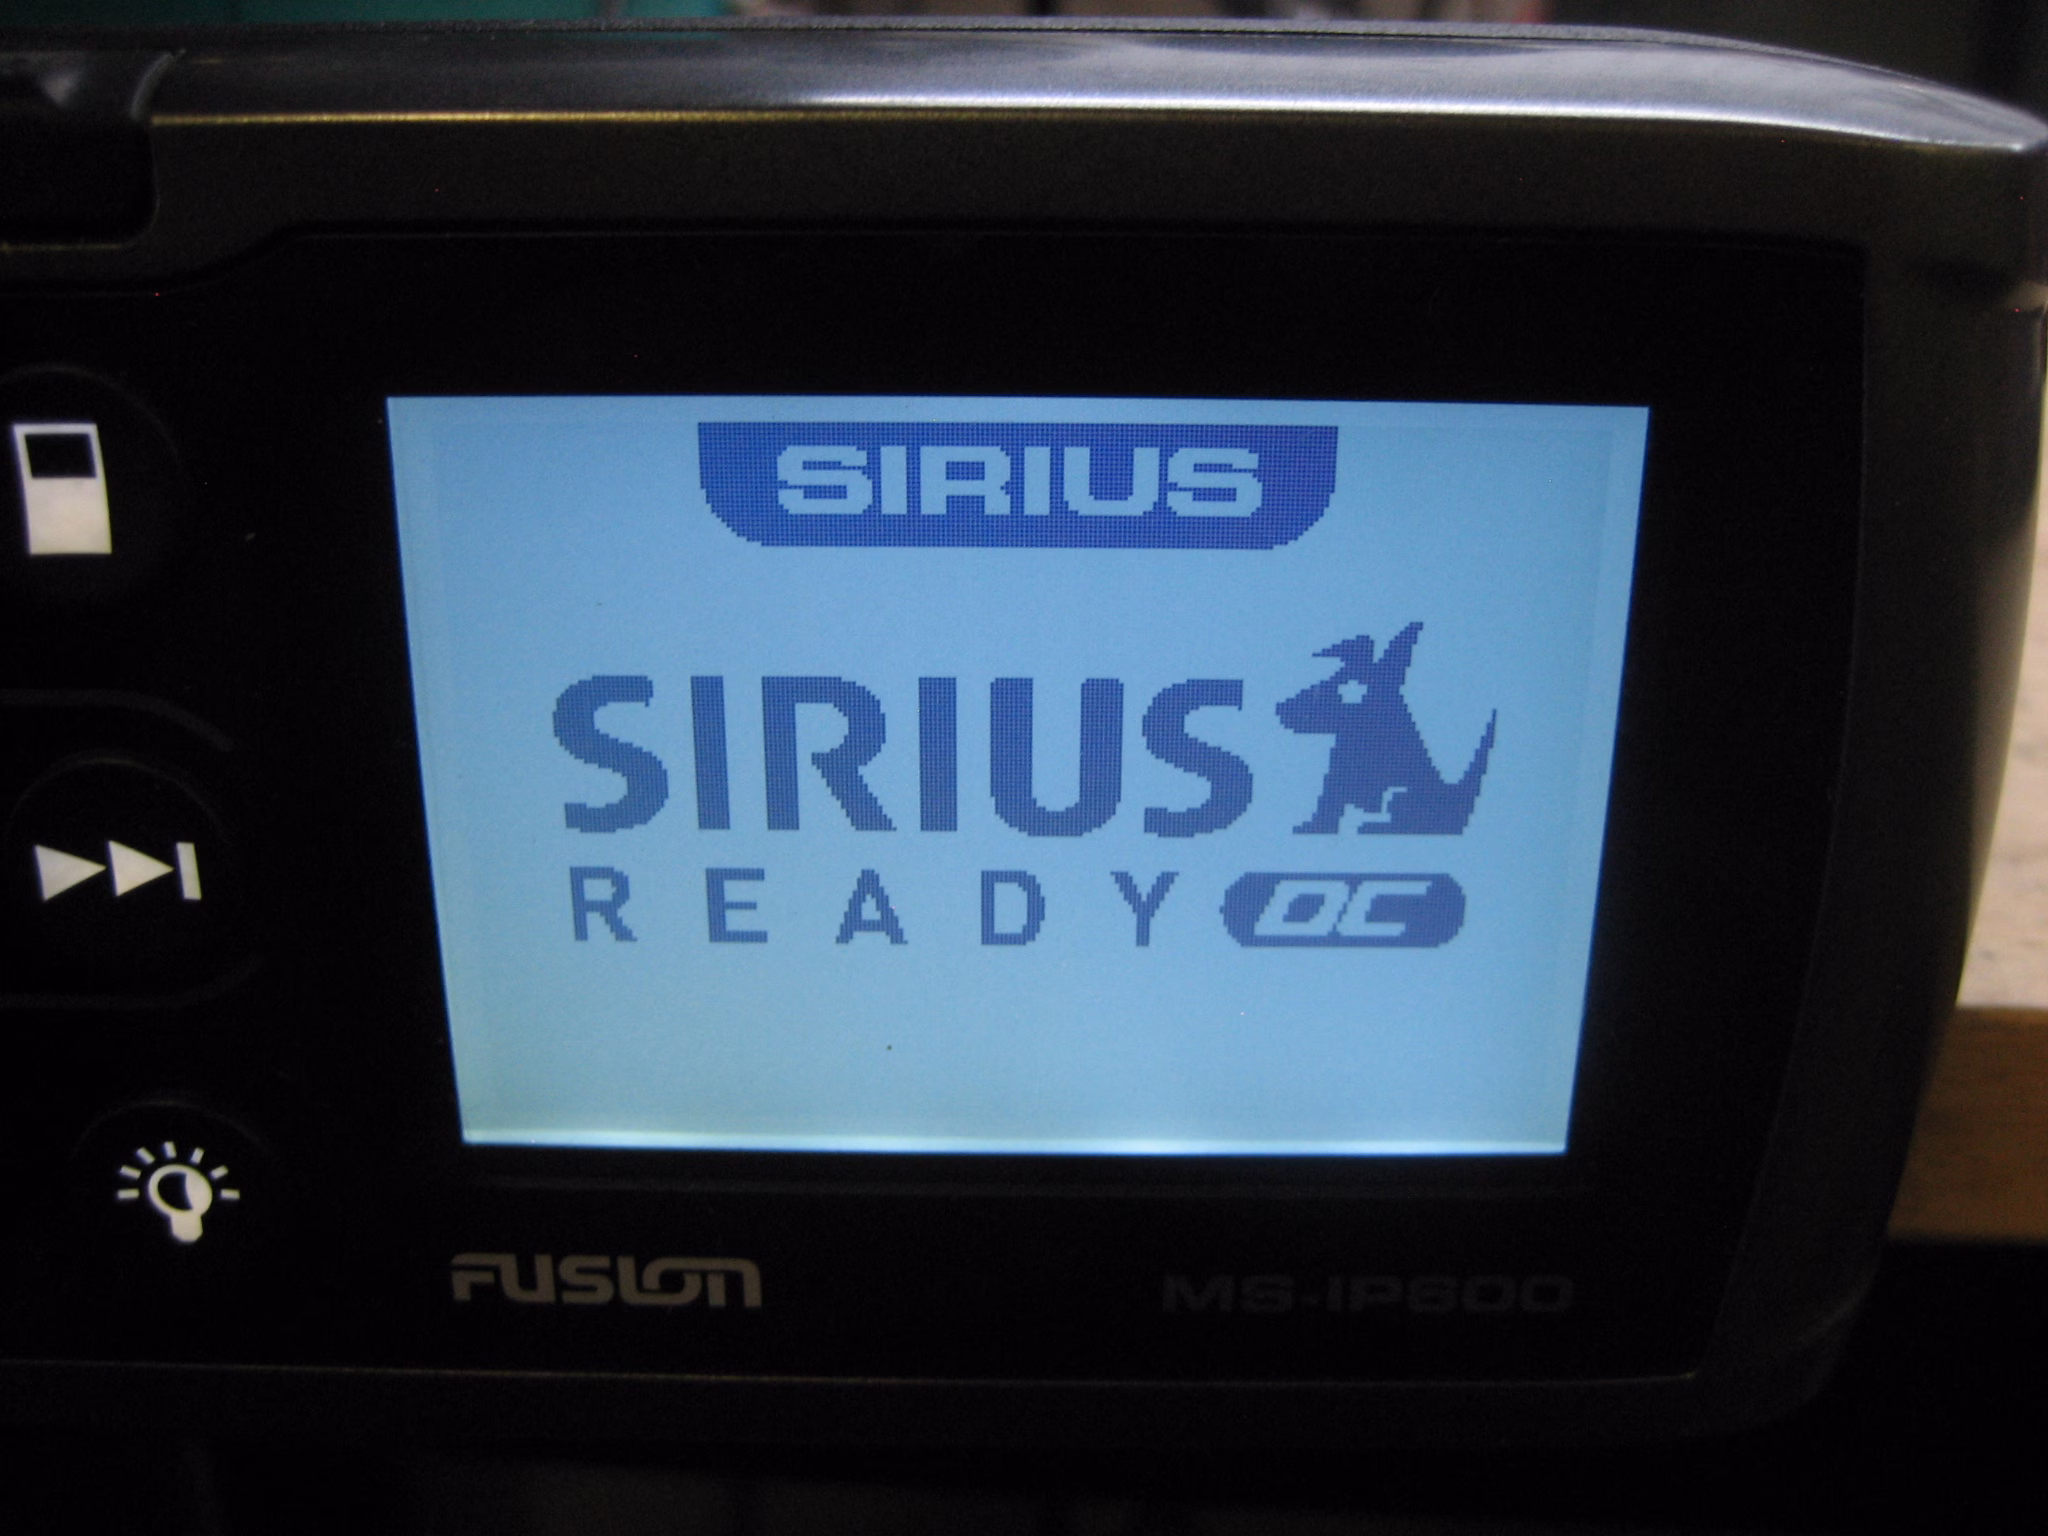 SIRIUS
SIRIUS
READY DC
FUSION
MS-IP600